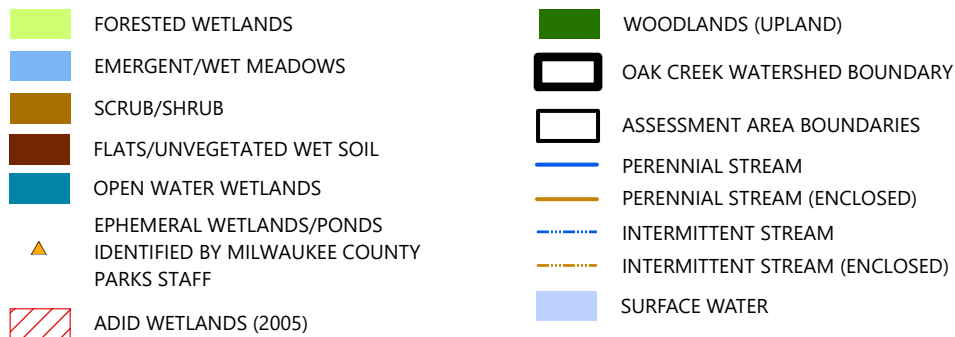 FORESTED WETLANDS
EMERGENT/WET MEADOWS
SCRUB/SHRUB
FLATS/UNVEGETATED WET SOIL
OPEN WATER WETLANDS
EPHEMERAL WETLANDS/PONDS
IDENTIFIED BY MILWAUKEE COUNTY
PARKS STAFF
ADID WETLANDS (2005)
WOODLANDS (UPLAND)
OAK CREEK WATERSHED BOUNDARY
ASSESSMENT AREA BOUNDARIES
PERENNIAL STREAM
PERENNIAL STREAM (ENCLOSED)
INTERMITTENT STREAM
INTERMITTENT STREAM (ENCLOSED)
SURFACE WATER